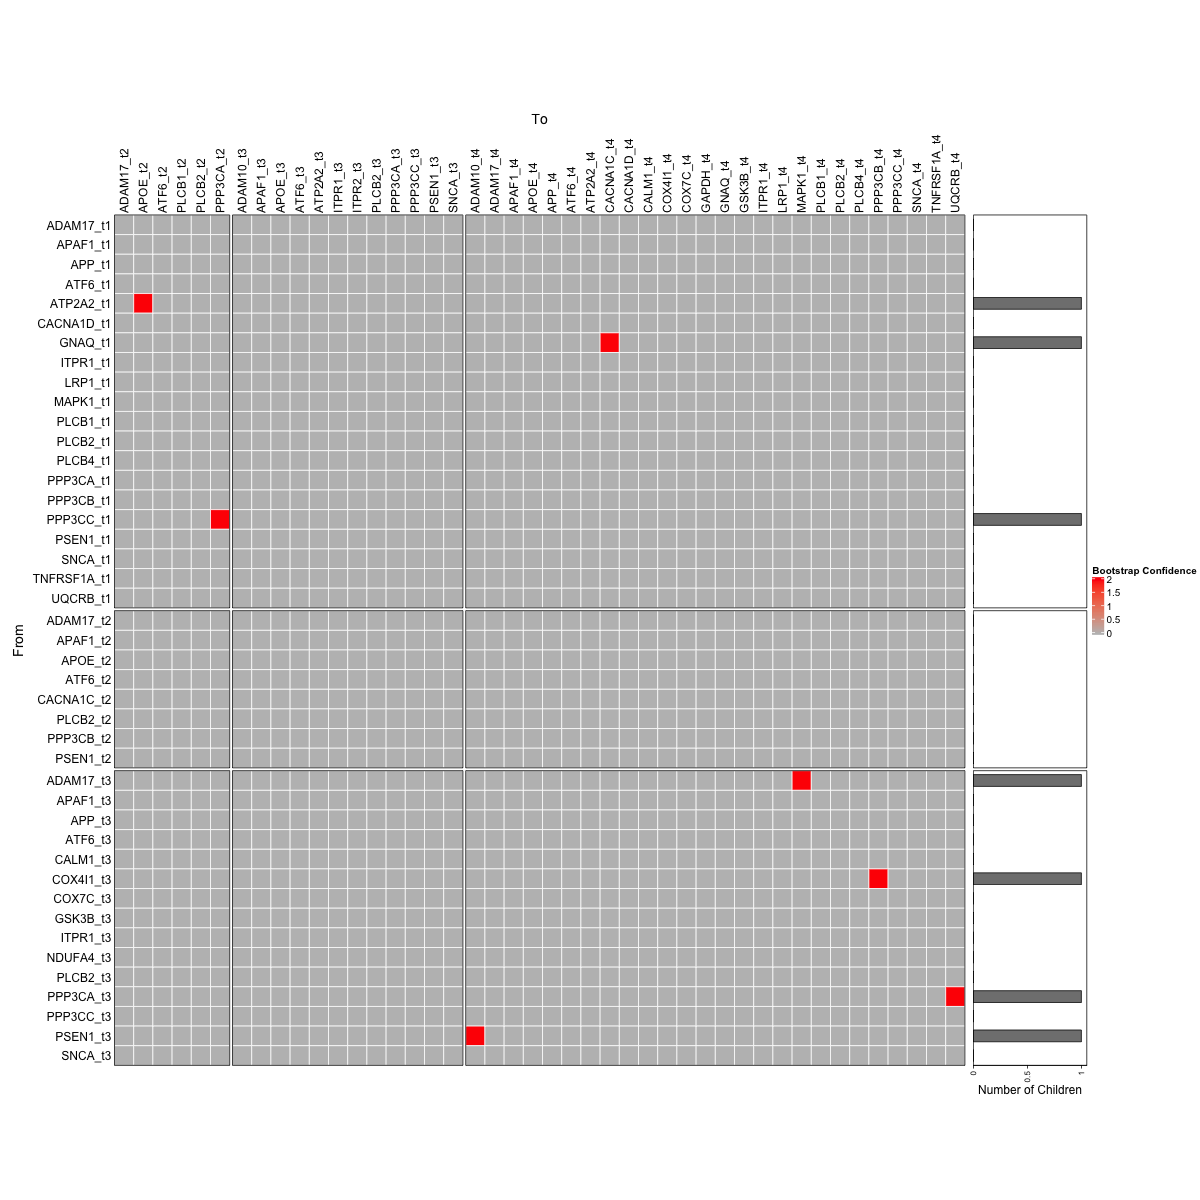 To
ADAM17_t2
APOE_t2
ATF6_t2
PLCB1_t2
PLCB2_t2
PPP3CA_t2
ADAM10_t3
APAF1_t3
APOE_t3
ATF6_t3
ATP2A2_t3
ITPR1_t3
ITPR2_t3
PLCB2_t3
PPP3CA_t3
PPP3CC_t3
PSEN1_t3
SNCA_t3
ADAM10_t4
ADAM17_t4
APAF1_t4
APOE_t4
APP_t4
ATF6_t4
ATP2A2_t4
CACNA1C_t4
CACNA1D_t4
CALM1_t4
COX4I1_t4
COX7C_t4
GAPDH_t4
GNAQ_t4
GSK3B_t4
ITPR1_t4
LRP1_t4
MAPK1_t4
PLCB1_t4
PLCB2_t4
PLCB4_t4
PPP3CB_t4
PPP3CC_t4
SNCA_t4
TNFRSF1A_t4
UQCRB_t4
From
ADAM17_t1
APAF1_t1
APP_t1
ATF6_t1
ATP2A2_t1
CACNA1D_t1
GNAQ_t1
ITPR1_t1
LRP1_t1
MAPK1_t1
PLCB1_t1
PLCB2_t1
PLCB4_t1
PPP3CA_t1
PPP3CB_t1
PPP3CC_t1
PSEN1_t1
SNCA_t1
TNFRSF1A_t1
UQCRB_t1
ADAM17_t2
APAF1_t2
APOE_t2
ATF6_t2
CACNA1C_t2
PLCB2_t2
PPP3CB_t2
PSEN1_t2
ADAM17_t3
APAF1_t3
APP_t3
ATF6_t3
CALM1_t3
COX4I1_t3
COX7C_t3
GSK3B_t3
ITPR1_t3
NDUFA4_t3
PLCB2_t3
PPP3CA_t3
PPP3CC_t3
PSEN1_t3
SNCA_t3
0
0.5
1
Number of Children
Bootstrap Confidence
2
1.5
1
0.5
0